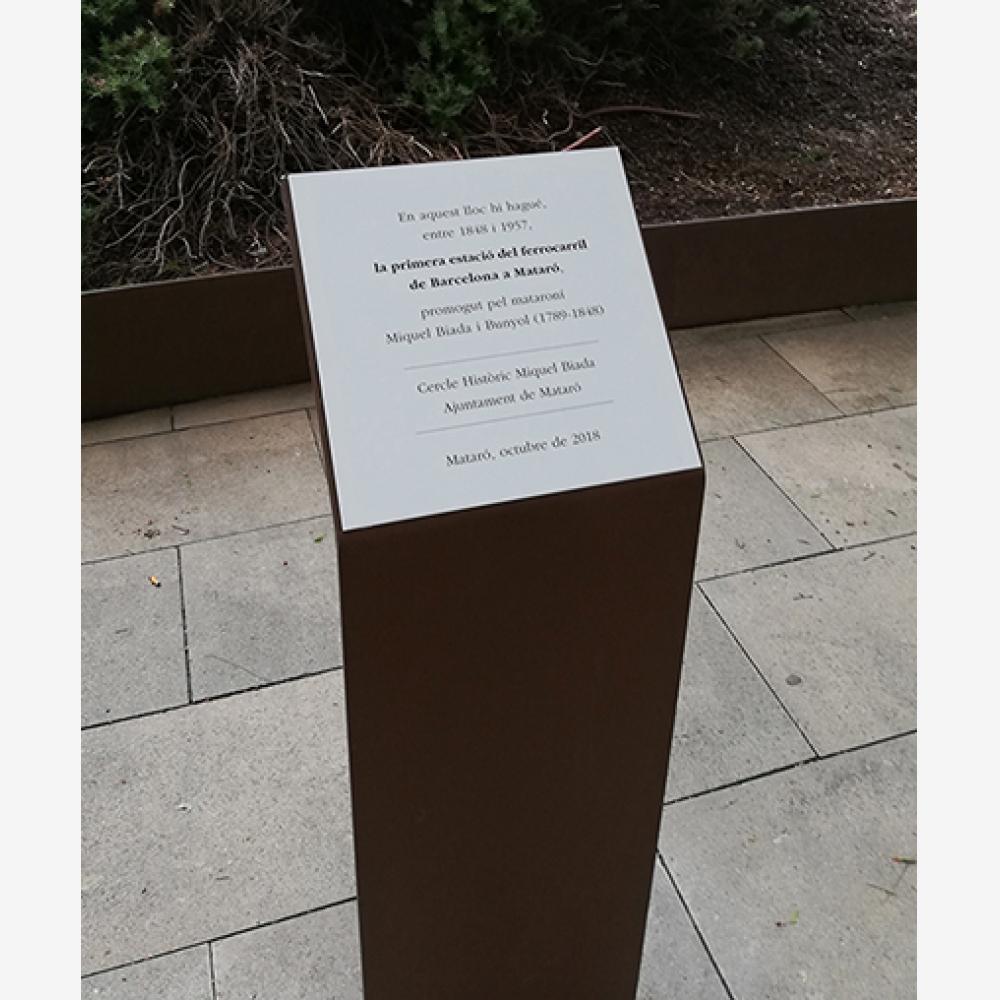 En aquest lloc hi hagué,
entre 1848 i 1957,
la primera estació del ferrocarril
de Barcelona a Mataró,
promogut pel mataroní
Miquel Biada i Bunyol (1789-1848)
Cercle Històric Miquel Biada
Ajuntament de Mataró
Mataró, octubre de 2018